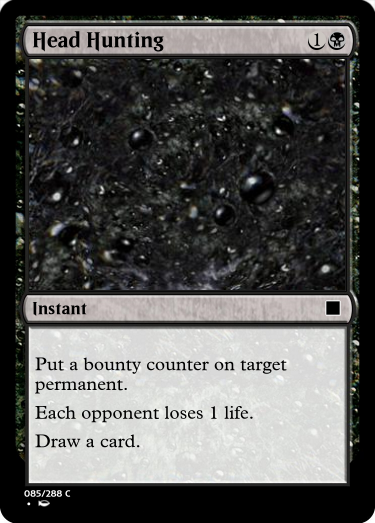 Head Hunting 1
Instant
Put a bounty counter on target
permanent.
Each opponent loses 1 life.
Draw a card.
085/288 C